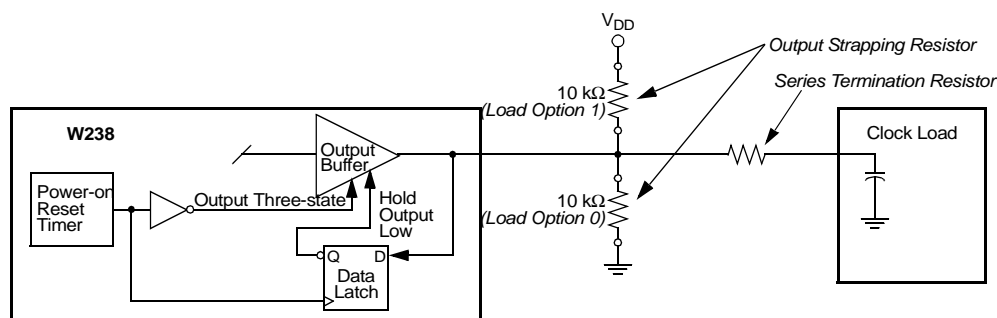 V_DD
Output Strapping Resistor
Series Termination Resistor
10 kΩ
(Load Option 1)
W238
Clock Load
Output
Buffer
Power-on
Reset
Timer
Output Three-state
Hold
Output
Low
10 kΩ
(Load Option 0)
Q D
Data
Latch